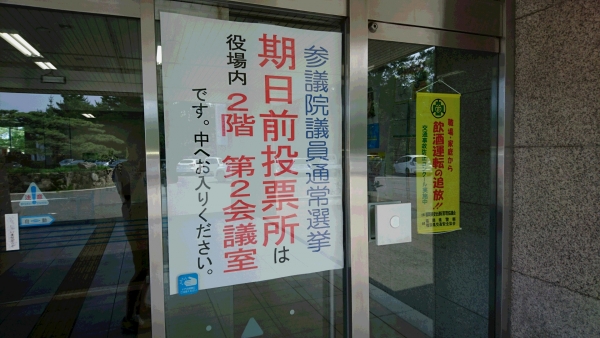 参議院議員通常選挙
期日前投票所は
役場内 2階 第2会議室
です。中へお入りください。
職場・家庭から
飲酒運転の追放!!